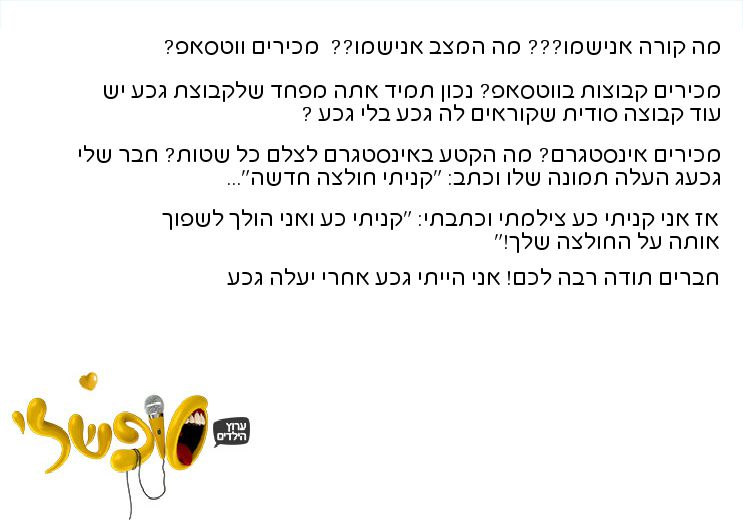 מה קורה אנישמו??? מה המצב אנישמו?? מכירים ווטסאפ?
מכירים קבוצות בווטסאפ? נכון תמיד אתה מפחד שלקבוצת גכע יש
עוד קבוצה סודית שקוראים לה גכע בלי גכע ?
מכירים אינסטגרם? מה הקטע באינסטגרם לצלם כל שטות? חבר שלי
גכעג העלה תמונה שלו וכתב: "קניתי חולצה חדשה"...
אז אני קניתי כע צילמתי וכתבתי: "קניתי כע ואני הולך לשפוך
אותה על החולצה שלך!"
חברים תודה רבה לכם! אני הייתי גכע אחרי יעלה גכע
סופשלי
ערוץ
הילדים